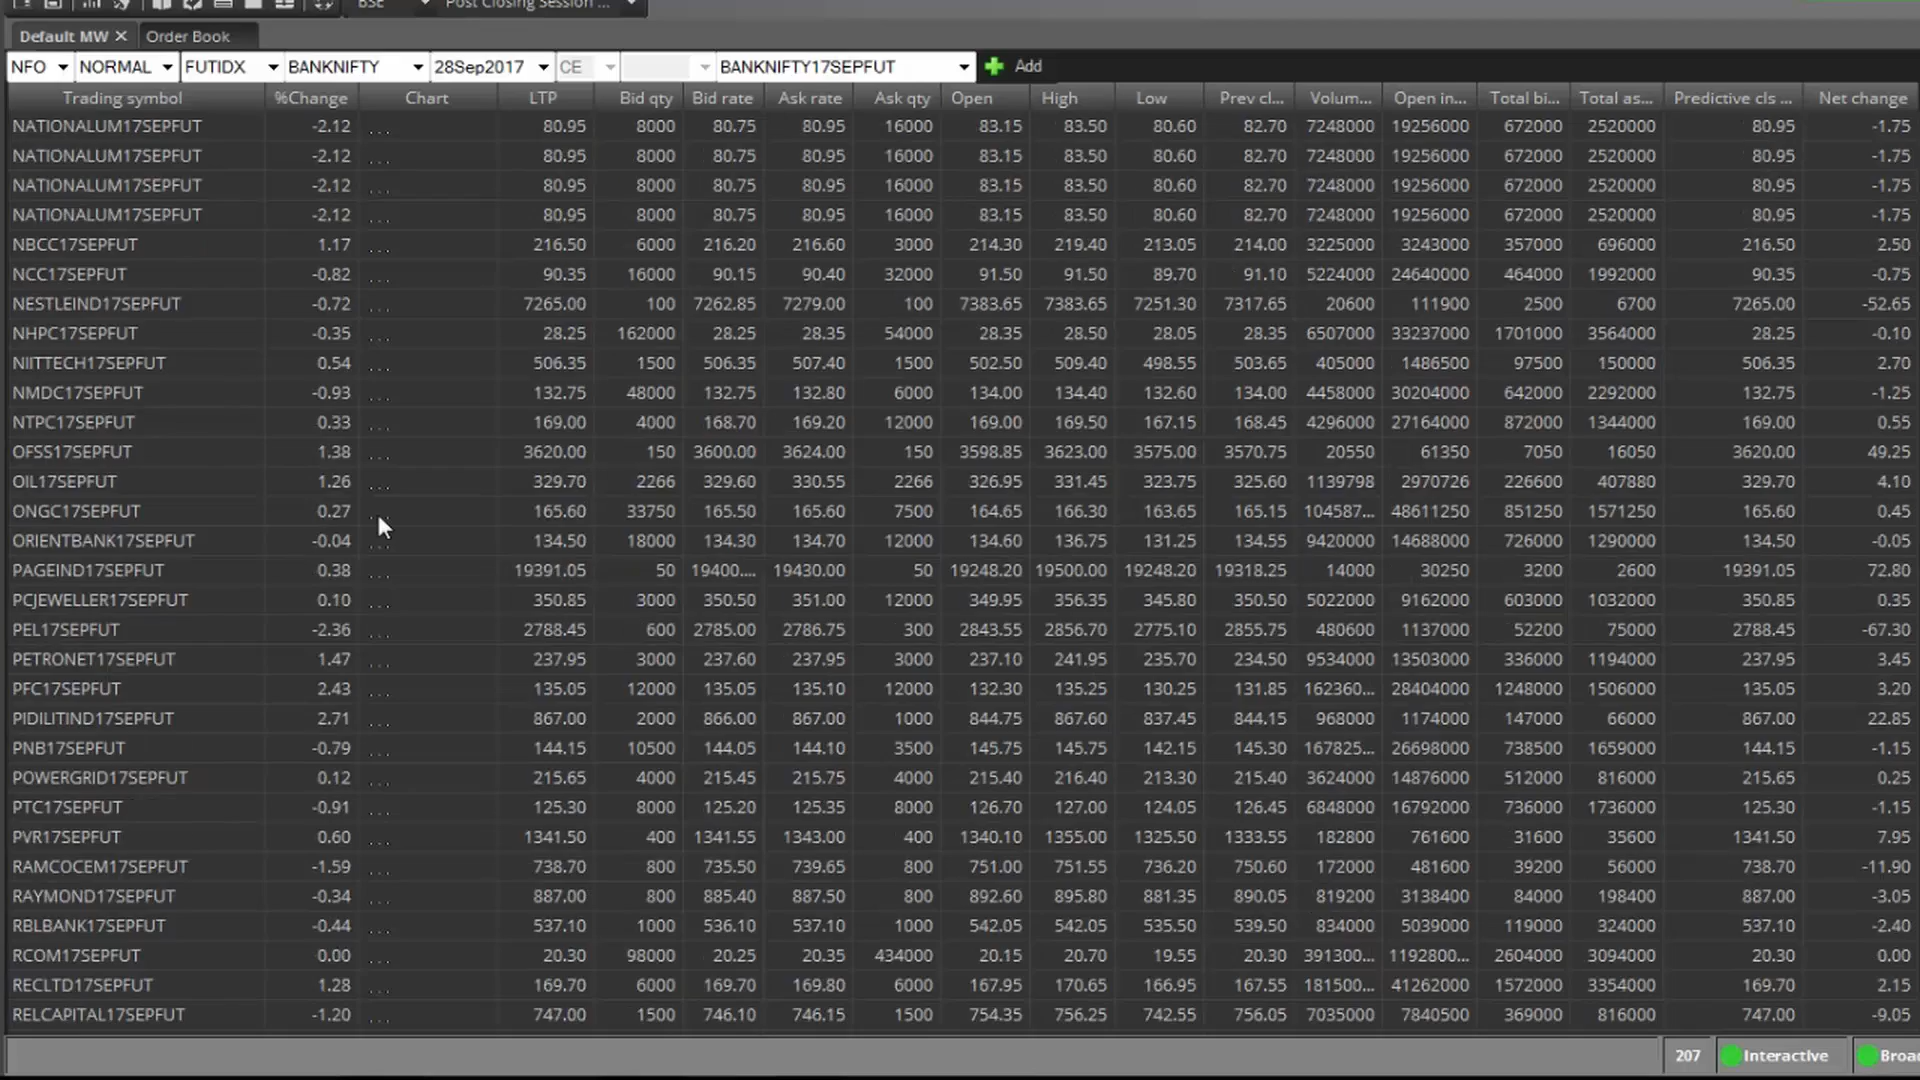 BSE Post Closing Session ...
Default MW Order Book
NFO NORMAL FUTIDX BANKNIFTY 28Sep2017 CE BANKNIFTY17SEPFUT Add
Trading symbol %Change Chart LTP Bid qty Bid rate Ask rate Ask qty Open High Low Prev cl... Volum... Open in... Total bi... Total as... Predictive cls ... Net change
NATIONALUM17SEPFUT -2.12 ... 80.95 8000 80.75 80.95 16000 83.15 83.50 80.60 82.70 7248000 19256000 672000 2520000 80.95 -1.75
NATIONALUM17SEPFUT -2.12 ... 80.95 8000 80.75 80.95 16000 83.15 83.50 80.60 82.70 7248000 19256000 672000 2520000 80.95 -1.75
NATIONALUM17SEPFUT -2.12 ... 80.95 8000 80.75 80.95 16000 83.15 83.50 80.60 82.70 7248000 19256000 672000 2520000 80.95 -1.75
NATIONALUM17SEPFUT -2.12 ... 80.95 8000 80.75 80.95 16000 83.15 83.50 80.60 82.70 7248000 19256000 672000 2520000 80.95 -1.75
NBCC17SEPFUT 1.17 ... 216.50 6000 216.20 216.60 3000 214.30 219.40 213.05 214.00 3225000 3243000 357000 696000 216.50 2.50
NCC17SEPFUT -0.82 ... 90.35 16000 90.15 90.40 32000 91.50 91.50 89.70 91.10 5224000 24640000 464000 1992000 90.35 -0.75
NESTLEIND17SEPFUT -0.72 ... 7265.00 100 7262.85 7279.00 100 7383.65 7383.65 7251.30 7317.65 20600 111900 2500 6700 7265.00 -52.65
NHPC17SEPFUT -0.35 ... 28.25 162000 28.25 28.35 54000 28.35 28.50 28.05 28.35 6507000 33237000 1701000 3564000 28.25 -0.10
NIITTECH17SEPFUT 0.54 ... 506.35 1500 506.35 507.40 1500 502.50 509.40 498.55 503.65 405000 1486500 97500 150000 506.35 2.70
NMDC17SEPFUT -0.93 ... 132.75 48000 132.75 132.80 6000 134.00 134.40 132.60 134.00 4458000 30204000 642000 2292000 132.75 -1.25
NTPC17SEPFUT 0.33 ... 169.00 4000 168.70 169.20 12000 169.00 169.50 167.15 168.45 4296000 27164000 872000 1344000 169.00 0.55
OFSS17SEPFUT 1.38 ... 3620.00 150 3600.00 3624.00 150 3598.85 3623.00 3575.00 3570.75 20550 61350 7050 16050 3620.00 49.25
OIL17SEPFUT 1.26 ... 329.70 2266 329.60 330.55 2266 326.95 331.45 323.75 325.60 1139798 2970726 226600 407880 329.70 4.10
ONGC17SEPFUT 0.27 ... 165.60 33750 165.50 165.60 7500 164.65 166.30 163.65 165.15 104587... 48611250 851250 1571250 165.60 0.45
ORIENTBANK17SEPFUT -0.04 ... 134.50 18000 134.30 134.70 12000 134.60 136.75 131.25 134.55 9420000 14688000 726000 1290000 134.50 -0.05
PAGEIND17SEPFUT 0.38 ... 19391.05 50 19400.... 19430.00 50 19248.20 19500.00 19248.20 19318.25 14000 30250 3200 2600 19391.05 72.80
PCJEWELLER17SEPFUT 0.10 ... 350.85 3000 350.50 351.00 12000 349.95 356.35 345.80 350.50 5022000 9162000 603000 1032000 350.85 0.35
PEL17SEPFUT -2.36 ... 2788.45 600 2785.00 2786.75 300 2843.55 2856.70 2775.10 2855.75 480600 1137000 52200 75000 2788.45 -67.30
PETRONET17SEPFUT 1.47 ... 237.95 3000 237.60 237.95 3000 237.10 241.95 235.70 234.50 9534000 13503000 336000 1194000 237.95 3.45
PFC17SEPFUT 2.43 ... 135.05 12000 135.05 135.10 12000 132.30 135.25 130.25 131.85 162360... 28404000 1248000 1506000 135.05 3.20
PIDILITIND17SEPFUT 2.71 ... 867.00 2000 866.00 867.00 1000 844.75 867.60 837.45 844.15 968000 1174000 147000 66000 867.00 22.85
PNB17SEPFUT -0.79 ... 144.15 10500 144.05 144.10 3500 145.75 145.75 142.15 145.30 167825... 26698000 738500 1659000 144.15 -1.15
POWERGRID17SEPFUT 0.12 ... 215.65 4000 215.45 215.75 4000 215.40 216.40 213.30 215.40 3624000 14876000 512000 816000 215.65 0.25
PTC17SEPFUT -0.91 ... 125.30 8000 125.20 125.35 8000 126.70 127.00 124.05 126.45 6848000 16792000 736000 1736000 125.30 -1.15
PVR17SEPFUT 0.60 ... 1341.50 400 1341.55 1343.00 400 1340.10 1355.00 1325.50 1333.55 182800 761600 31600 35600 1341.50 7.95
RAMCOCEM17SEPFUT -1.59 ... 738.70 800 735.50 739.65 800 751.00 751.55 736.20 750.60 172000 481600 39200 56000 738.70 -11.90
RAYMOND17SEPFUT -0.34 ... 887.00 800 885.40 887.50 800 892.60 895.80 881.35 890.05 819200 3138400 84000 198400 887.00 -3.05
RBLBANK17SEPFUT -0.44 ... 537.10 1000 536.10 537.10 1000 542.05 542.05 535.50 539.50 834000 5039000 119000 324000 537.10 -2.40
RCOM17SEPFUT 0.00 ... 20.30 98000 20.25 20.35 434000 20.15 20.70 19.55 20.30 391300... 1192800... 2604000 3094000 20.30 0.00
RECLTD17SEPFUT 1.28 ... 169.70 6000 169.70 169.80 6000 167.95 170.65 166.95 167.55 181500... 41262000 1572000 3354000 169.70 2.15
RELCAPITAL17SEPFUT -1.20 ... 747.00 1500 746.10 746.15 1500 754.35 756.25 742.55 756.05 7035000 7840500 369000 816000 747.00 -9.05
207 Interactive Broa